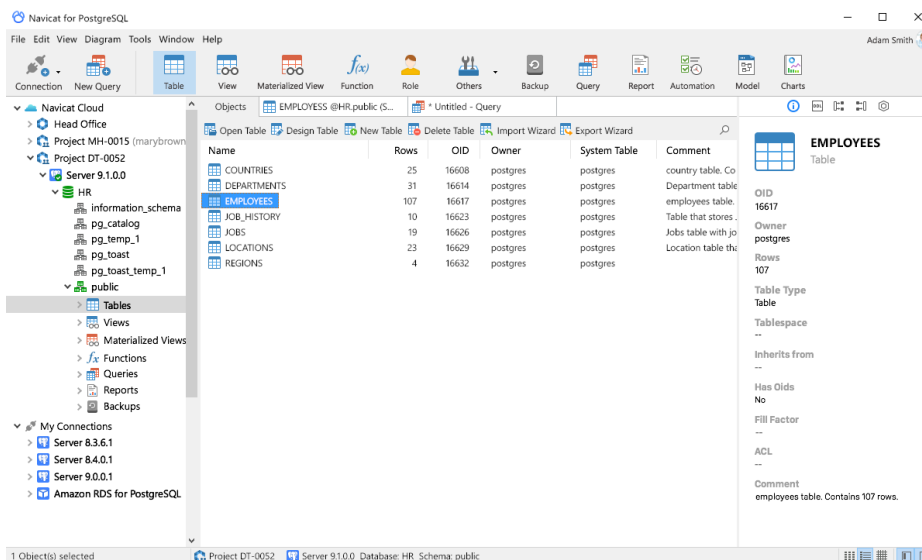 Navicat for PostgreSQL
File Edit View Diagram Tools Window Help
Adam Smith
Connection New Query Table View Materialized View Function Role Others Backup Query Report Automation Model Charts
Navicat Cloud
Head Office
Project MH-0015 (marybrown
Project DT-0052
Server 9.1.0.0
HR
information_schema
pg_catalog
pg_temp_1
pg_toast
pg_toast_temp_1
public
Tables
Views
Materialized Views
Functions
Queries
Reports
Backups
My Connections
Server 8.3.6.1
Server 8.4.0.1
Server 9.0.0.1
Amazon RDS for PostgreSQL
Objects EMPLOYESS @HR.public (S... * Untitled - Query
Open Table Design Table New Table Delete Table Import Wizard Export Wizard
Name Rows OID Owner System Table Comment
COUNTRIES 25 16608 postgres postgres country table. Co
DEPARTMENTS 31 16614 postgres postgres Department table
EMPLOYEES 107 16617 postgres postgres employees table.
JOB_HISTORY 10 16623 postgres postgres Table that stores .
JOBS 19 16626 postgres postgres Jobs table with jo
LOCATIONS 23 16629 postgres postgres Location table tha
REGIONS 4 16632 postgres postgres
EMPLOYEES
Table
OID
16617
Owner
postgres
Rows
107
Table Type
Table
Tablespace
--
Inherits from
--
Has Oids
No
Fill Factor
--
ACL
--
Comment
employees table. Contains 107 rows.
1 Object(s) selected Project DT-0052 Server 9.1.0.0 Database: HR Schema: public